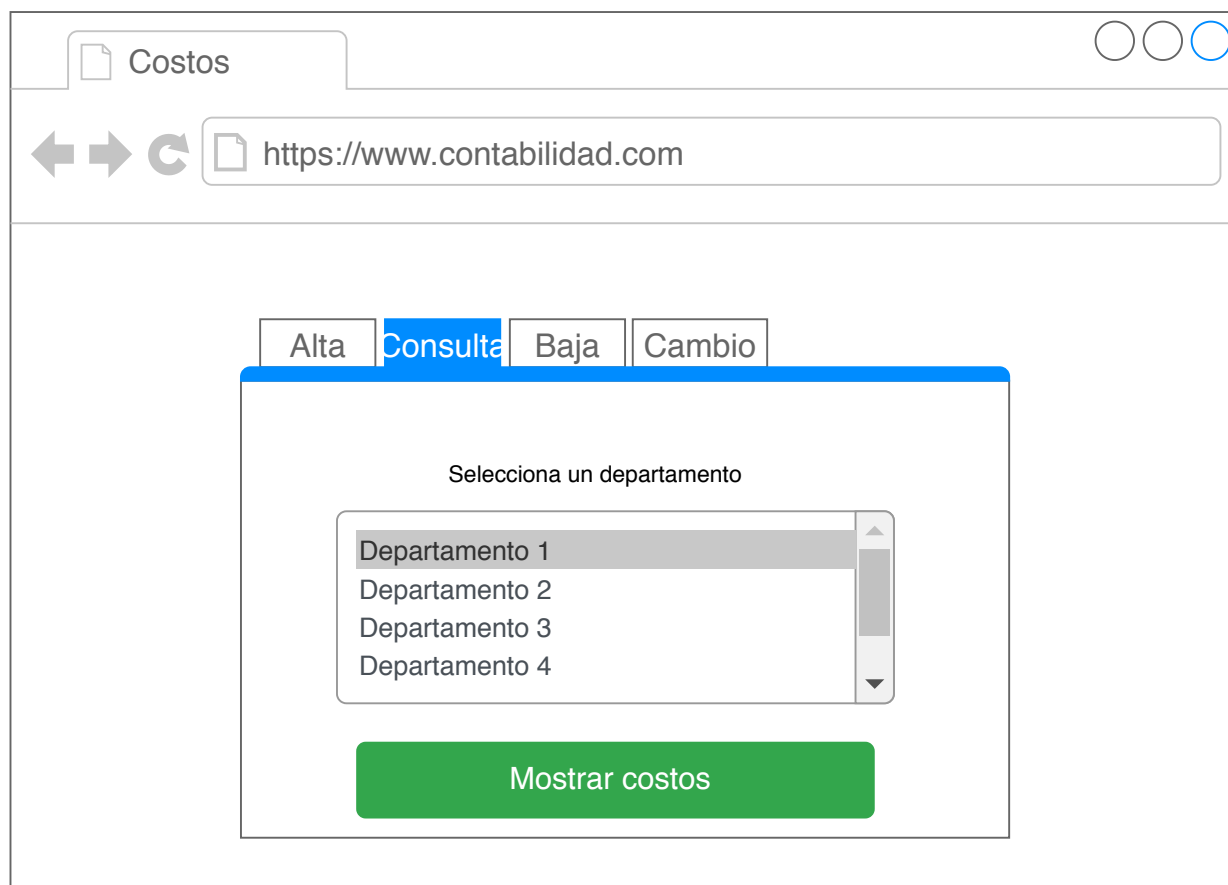 Costos
https://www.contabilidad.com
Alta
Consulta
Baja
Cambio
Selecciona un departamento
Departamento 1
Departamento 2
Departamento 3
Departamento 4
Mostrar costos